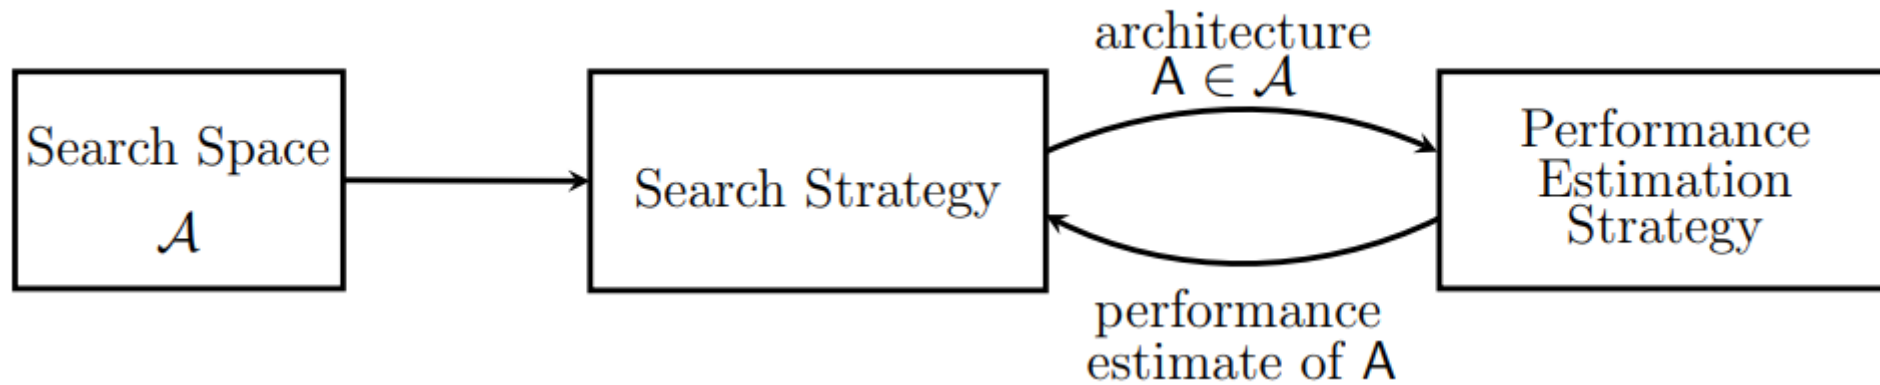 Search Space
𝒜
Search Strategy
architecture
A ∈ 𝒜
performance
estimate of A
Performance
Estimation
Strategy